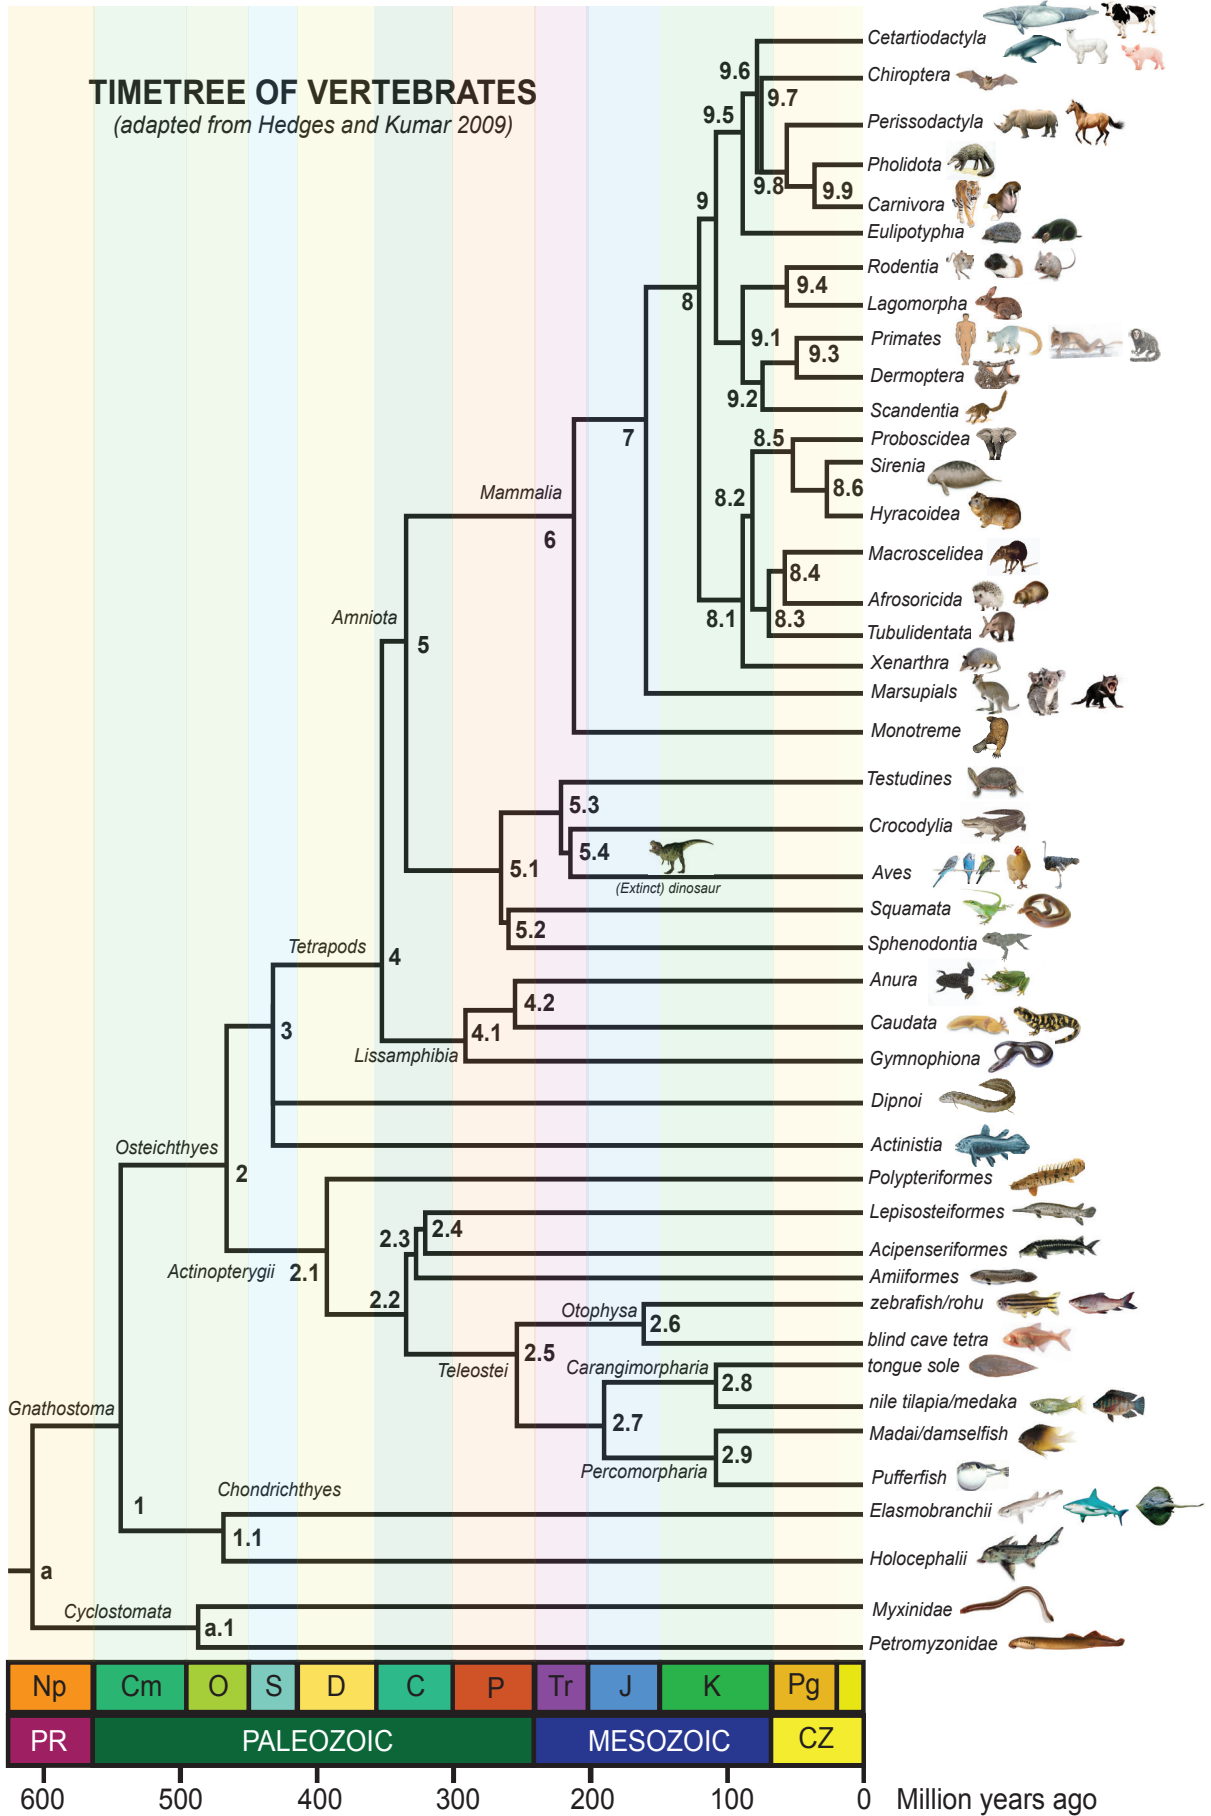 TIMETREE OF VERTEBRATES
(adapted from Hedges and Kumar 2009)
Cetartiodactyla
9.6
Chiroptera
9.7
9.5
Perissodactyla
Pholidota
9.8
9.9
9
Carnivora
Eulipotyphia
Rodentia
9.4
8
Lagomorpha
9.1
Primates
9.3
Dermoptera
9.2
Scandentia
7
8.5
Proboscidea
Sirenia
Mammalia
8.6
8.2
Hyracoidea
6
Macroscelidea
8.4
Afrosoricida
Amniota
8.1
8.3
Tubulidentata
5
Xenarthra
Marsupials
Monotreme
Testudines
5.3
Crocodylia
5.4
5.1
Aves
(Extinct) dinosaur
Squamata
5.2
Tetrapods
Sphenodontia
4
Anura
4.2
Caudata
3
4.1
Lissamphibia
Gymnophiona
Dipnoi
Osteichthyes
Actinistia
2
Polypteriformes
Lepisosteiformes
2.4
2.3
Acipenseriformes
Actinopterygii
2.1
Amiiformes
2.2
zebrafish/rohu
Otophysa
2.6
blind cave tetra
2.5
Teleostei
Carangimorpharia
tongue sole
2.8
Gnathostoma
nile tilapia/medaka
2.7
Madai/damselfish
2.9
Percomorpharia
Pufferfish
Chondrichthyes
1
Elasmobranchii
1.1
Holocephalii
a
Cyclostomata
Myxinidae
a.1
Petromyzonidae
Np Cm O S D C P Tr J K Pg
PR PALEOZOIC MESOZOIC CZ
600 500 400 300 200 100 0 Million years ago